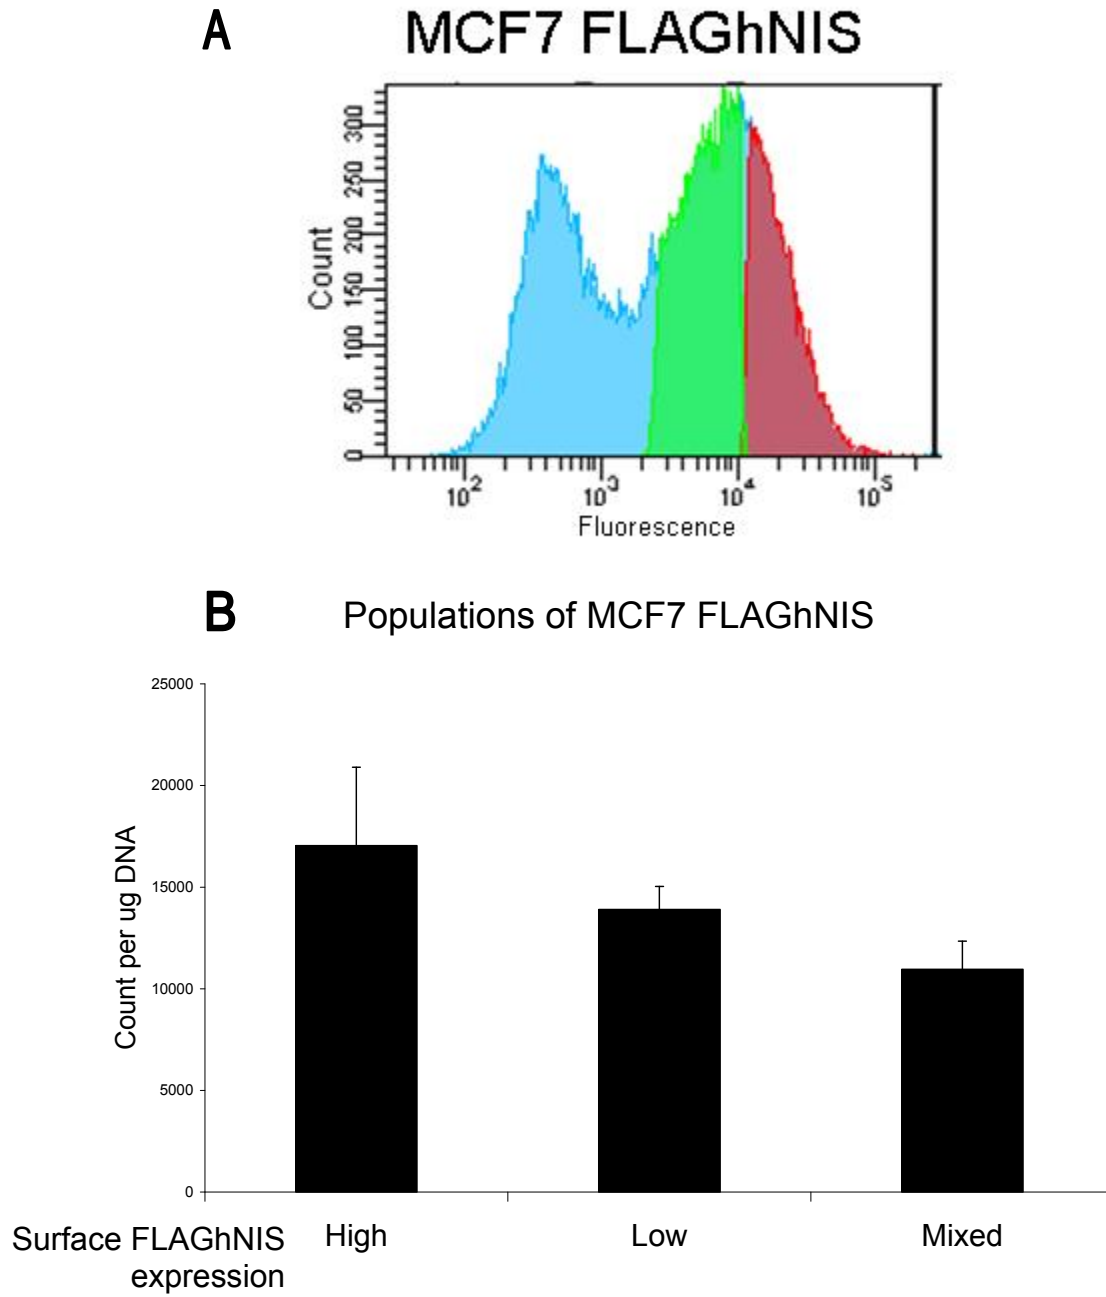 A
MCF7 FLAGhNIS
300
250
200
150
100
50
0
Count
10²
10³
10⁴
10⁵
Fluorescence
B
Populations of MCF7 FLAGhNIS
25000
20000
15000
10000
5000
0
Count per ug DNA
Surface FLAGhNIS
expression
High
Low
Mixed